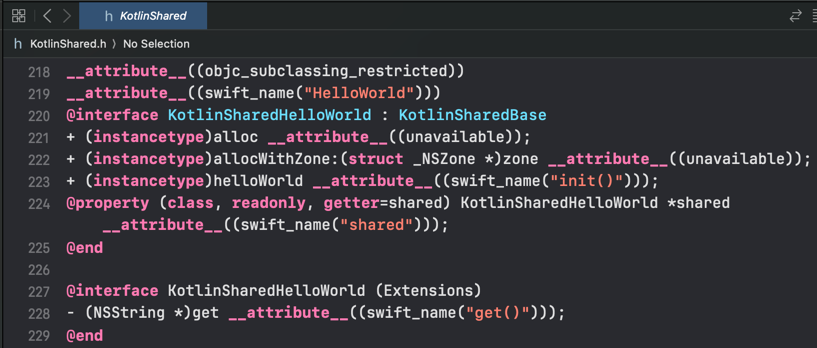 h KotlinShared
h KotlinShared.h ⟩ No Selection
218 __attribute__((objc_subclassing_restricted))
219 __attribute__((swift_name("HelloWorld")))
220 @interface KotlinSharedHelloWorld : KotlinSharedBase
221 + (instancetype)alloc __attribute__((unavailable));
222 + (instancetype)allocWithZone:(struct _NSZone *)zone __attribute__((unavailable));
223 + (instancetype)helloWorld __attribute__((swift_name("init()")));
224 @property (class, readonly, getter=shared) KotlinSharedHelloWorld *shared
__attribute__((swift_name("shared")));
225 @end
226
227 @interface KotlinSharedHelloWorld (Extensions)
228 - (NSString *)get __attribute__((swift_name("get()")));
229 @end